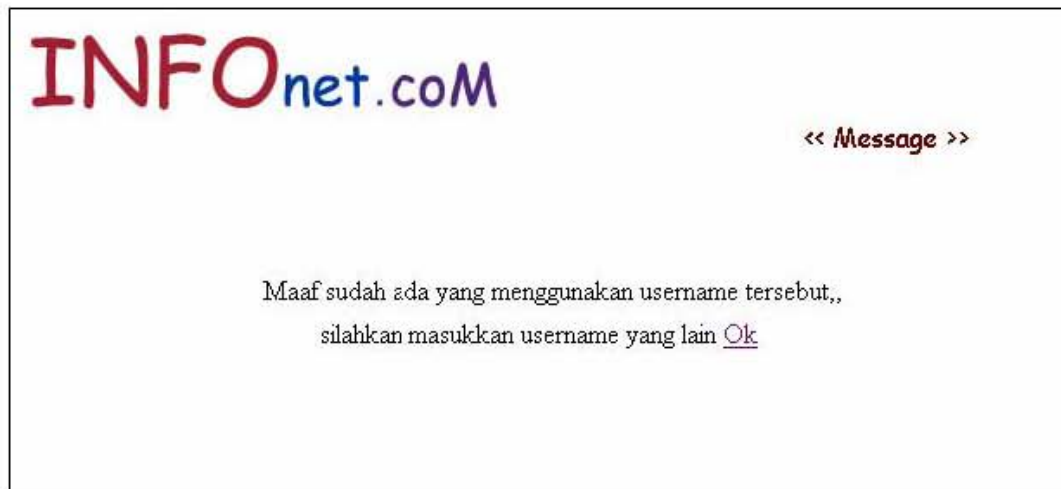 INFOnet.coM
<< Message >>
Maaf sudah ada yang menggunakan username tersebut,,
silahkan masukkan username yang lain Ok